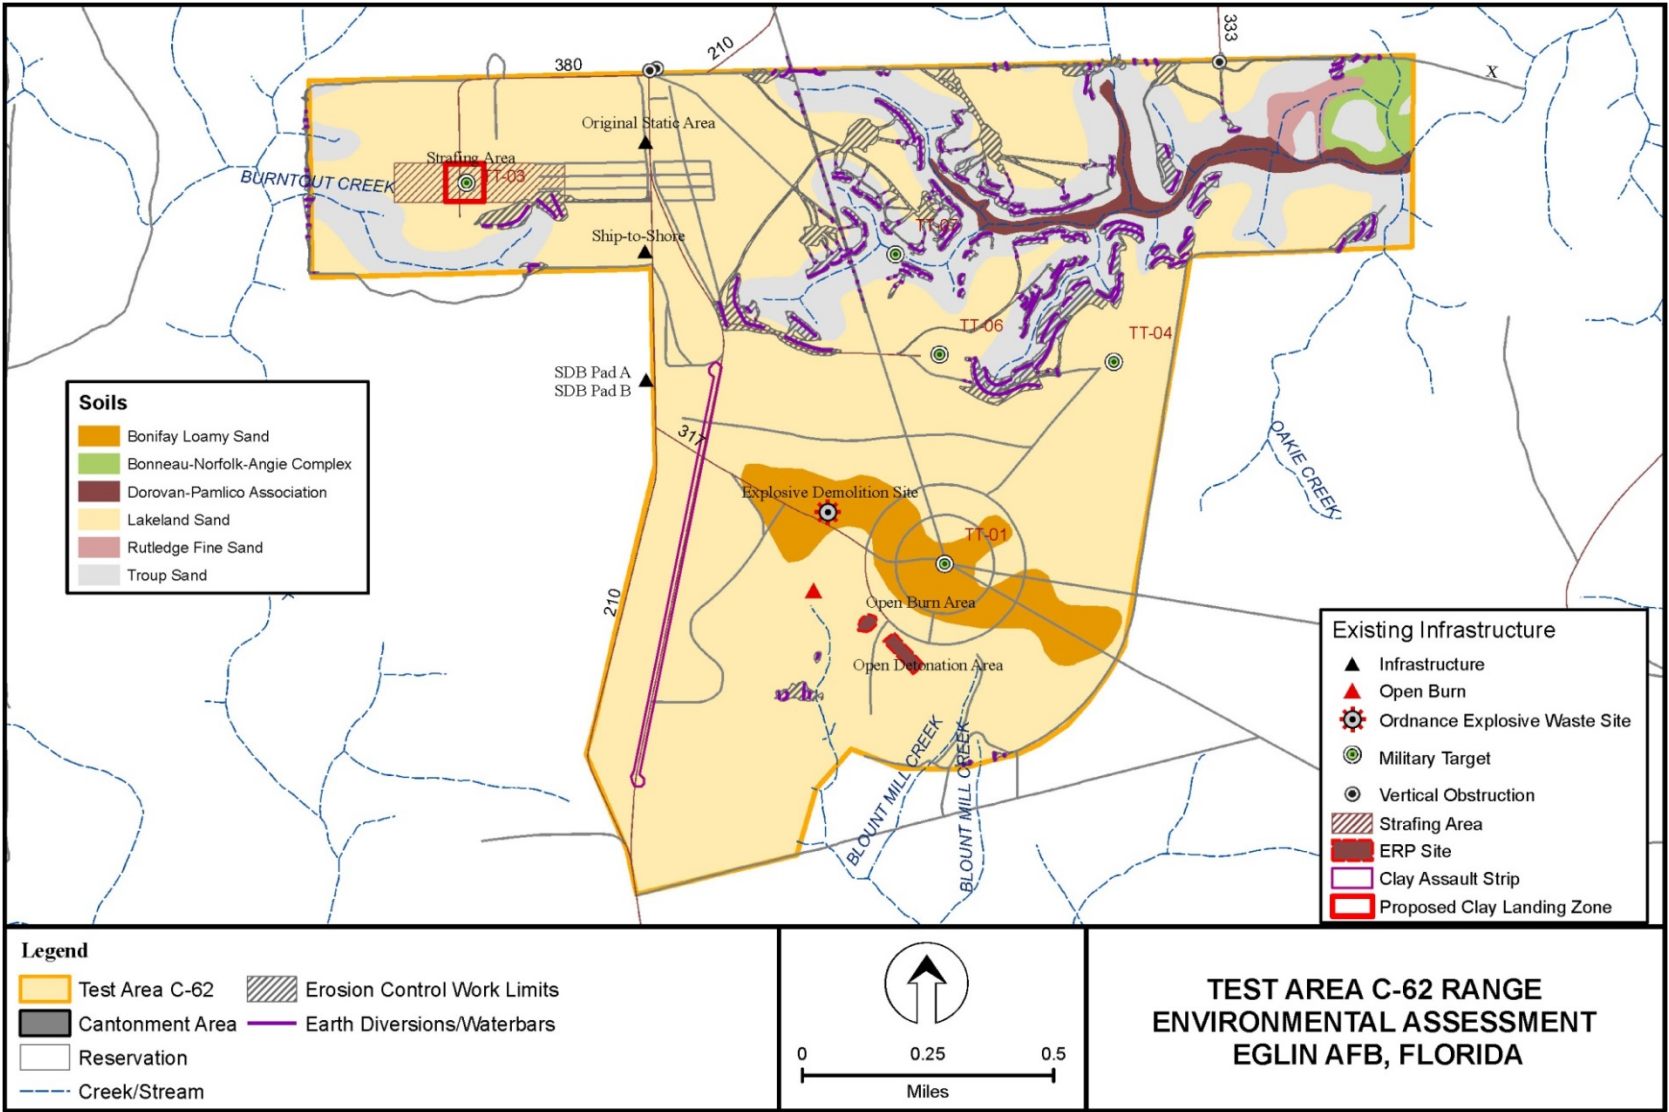 380
210
333
X
Original Static Area
Strafing Area
TT-03
BURNTOUT CREEK
Ship-to-Shore
TT-07
TT-06
TT-04
SDB Pad A
SDB Pad B
317
OAKIE CREEK
Explosive Demolition Site
TT-01
210
Open Burn Area
Open Detonation Area
BLOUNT MILL CREEK
BLOUNT MILL CREEK
Soils
Bonifay Loamy Sand
Bonneau-Norfolk-Angie Complex
Dorovan-Pamlico Association
Lakeland Sand
Rutledge Fine Sand
Troup Sand
Existing Infrastructure
Infrastructure
Open Burn
Ordnance Explosive Waste Site
Military Target
Vertical Obstruction
Strafing Area
ERP Site
Clay Assault Strip
Proposed Clay Landing Zone
Legend
Test Area C-62
Cantonment Area
Reservation
Creek/Stream
Erosion Control Work Limits
Earth Diversions/Waterbars
0 0.25 0.5
Miles
TEST AREA C-62 RANGE
ENVIRONMENTAL ASSESSMENT
EGLIN AFB, FLORIDA